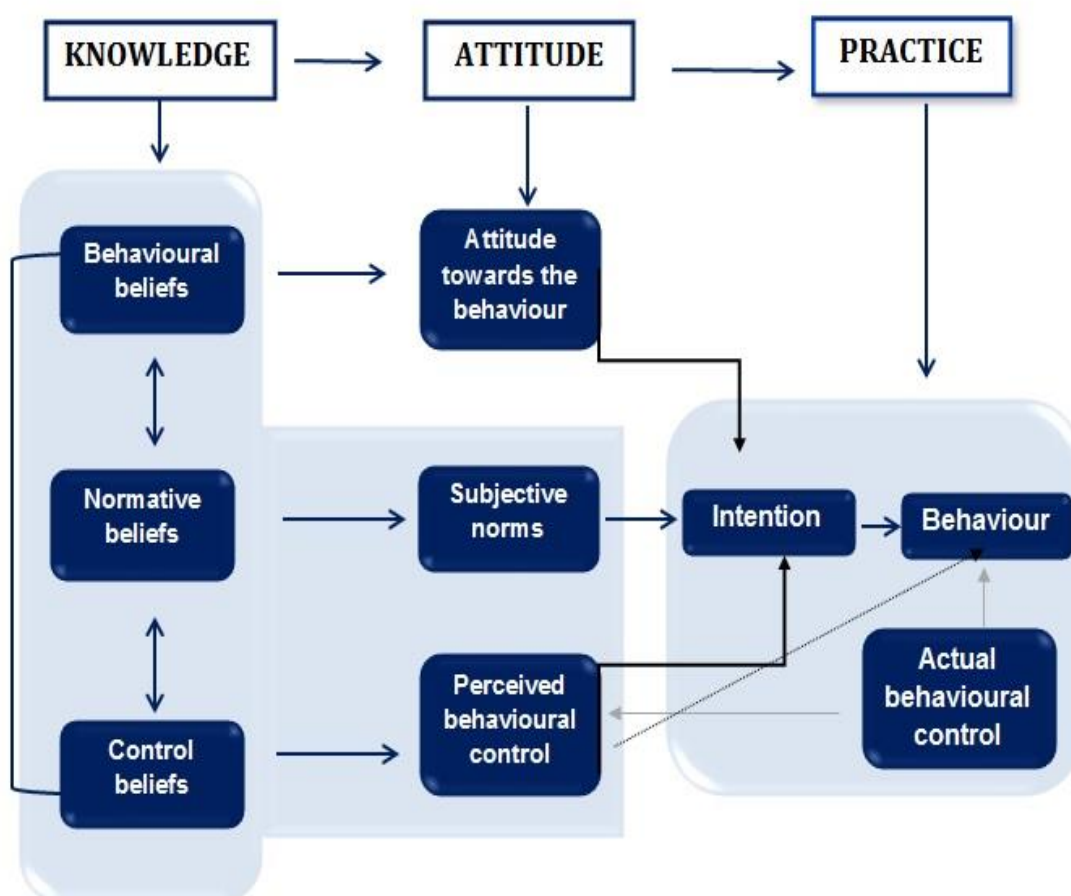 KNOWLEDGE
ATTITUDE
PRACTICE
Behavioural
beliefs
Attitude
towards the
behaviour
Normative
beliefs
Subjective
norms
Intention
Behaviour
Control
beliefs
Perceived
behavioural
control
Actual
behavioural
control